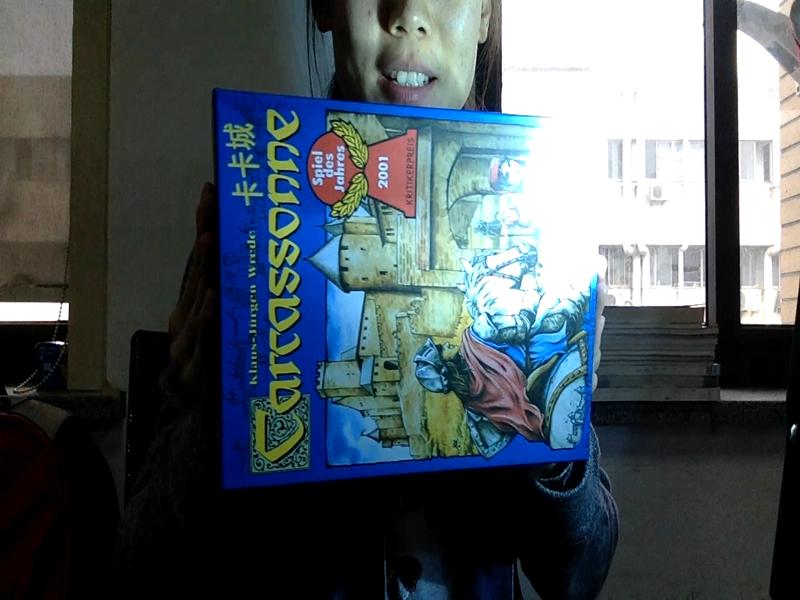 卡卡城
Klaus-Jürgen Wrede
Carcassonne
Spiel
des
Jahres
2001
KRITIKERPREIS